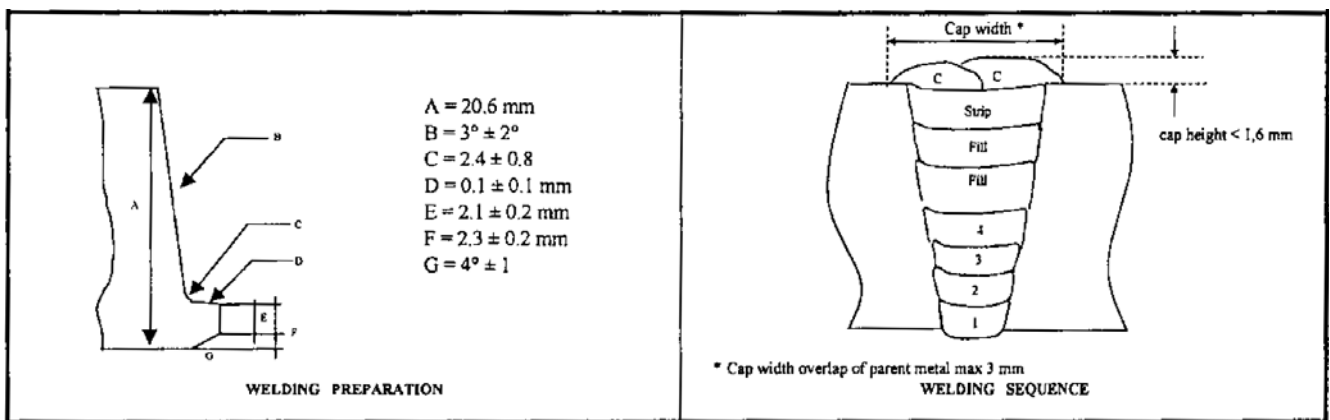 A
B
C
D
E
F
G
A = 20.6 mm
B = 3° ± 2°
C = 2.4 ± 0.8
D = 0.1 ± 0.1 mm
E = 2.1 ± 0.2 mm
F = 2.3 ± 0.2 mm
G = 4° ± 1
WELDING PREPARATION
Cap width *
C C
Strip
Fill
Fill
4
3
2
1
cap height < 1,6 mm
* Cap width overlap of parent metal max 3 mm
WELDING SEQUENCE